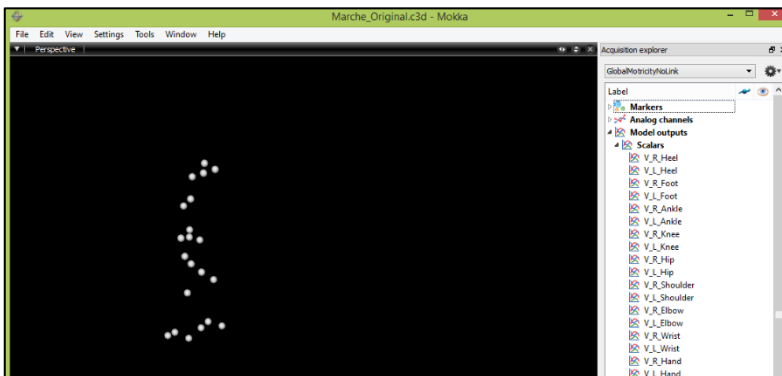 Marche_Original.c3d - Mokka
File Edit View Settings Tools Window Help
Perspective
Acquisition explorer
GlobalMotricityNoLink
Label
Markers
Analog channels
Model outputs
Scalars
V_R_Heel
V_L_Heel
V_R_Foot
V_L_Foot
V_R_Ankle
V_L_Ankle
V_R_Knee
V_L_Knee
V_R_Hip
V_L_Hip
V_R_Shoulder
V_L_Shoulder
V_R_Elbow
V_L_Elbow
V_R_Wrist
V_L_Wrist
V_R_Hand
V_L_Hand